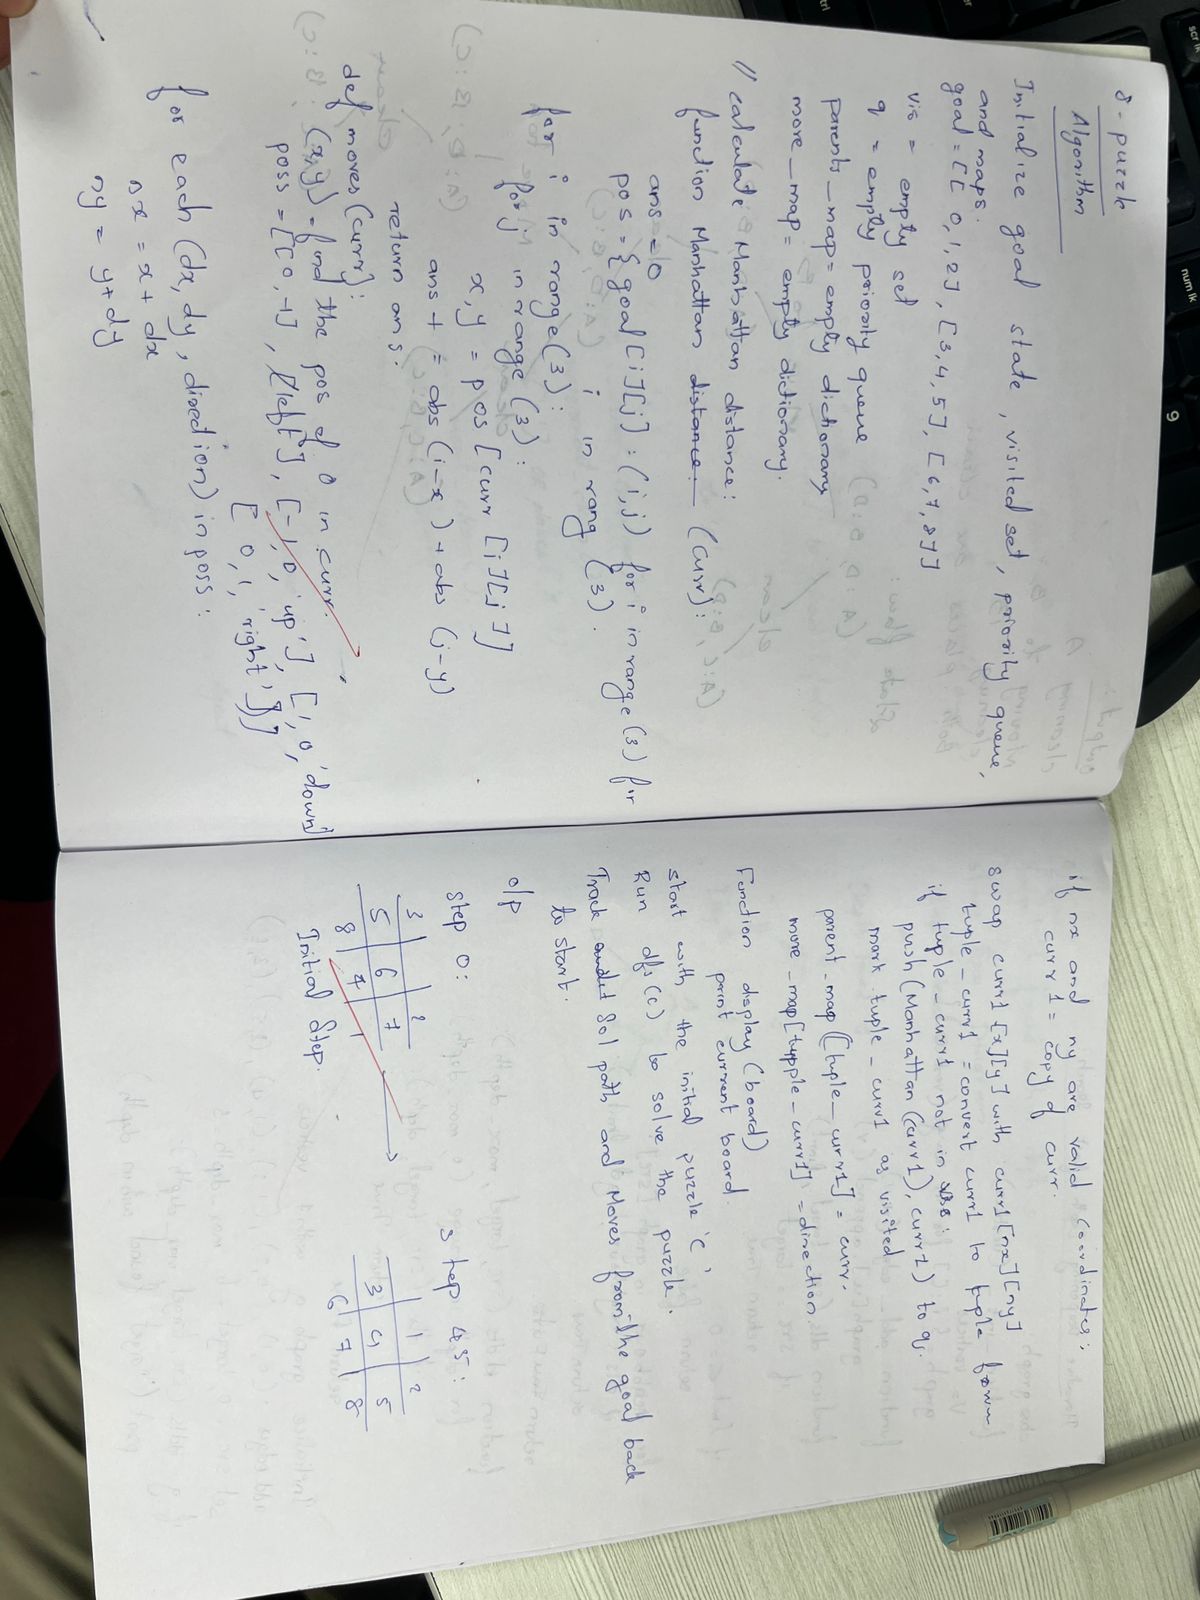 8-puzzle
Algorithm
Initialize goal state, visited set, priority queue,
and maps.
goal = [[0,1,2], [3,4,5], [6,7,8]]
vis = empty set
q = empty priority queue
parents_map = empty dictionary
move_map = empty dictionary.
// calculate Manhattan distance:
function Manhattan distance (curr):
ans = 0
pos = { goal[i][j] : (i,j) for i in range(3) for
i in rang (3).
for i in range(3):
for j in range(3):
x,y = pos[curr[i][j]]
ans + = abs(i-x) + abs(j-y)
return ans.
def moves(curr):
(x,y) = find the pos of 0 in curr.
poss = [[0,-1], 'left'], [-1,0,'up'], [1,0,'down']
[0,1,'right']]
for each (dx, dy, direction) in poss:
nx = x + dx
ny = y + dy
if nx and ny are valid coordinates:
curr1 = copy of curr.
swap curr1[x][y] with curr1[nx][ny]
tuple_curr1 = convert curr1 to tuple form
if tuple_curr1 not in vis:
push (Manhattan(curr1), curr1) to q.
mark tuple_curr1 as visited
parent_map([tuple_curr1] = curr.
move_map[tupple_curr1] = direction
Function display(board)
print current board.
start with the initial puzzle 'c'
Run dfs(c) to solve the puzzle.
Track sol path and Moves from the goal back
to start.
o/p
Step 0:
3 2
5 6 7
8 4 1
Initial Step.
Step 45:
1 2
3 4 5
6 7 8
scr lk
num lk
9